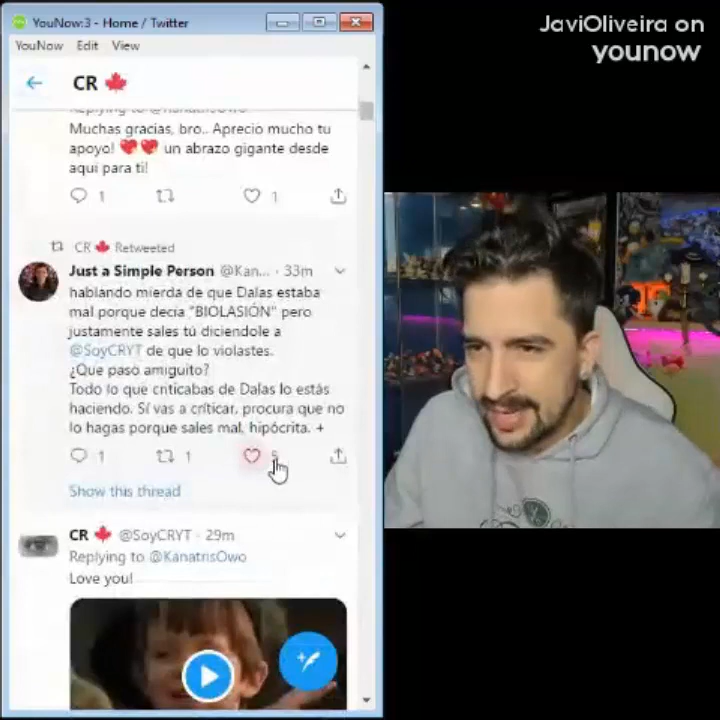 YouNow:3 - Home / Twitter
JaviOliveira on
younow
YouNow Edit View
CR
Replying to @KanatrisOwo
Muchas gracias, bro.. Aprecio mucho tu
apoyo! un abrazo gigante desde
aqui para ti!
1
1
CR Retweeted
Just a Simple Person @Kan... · 33m
hablando mierda de que Dalas estaba
mal porque decía "BIOLASIÓN" pero
justamente sales tú diciendole a
@SoyCRYT de que lo violastes.
¿Que pasó amiguito?
Todo lo que criticabas de Dalas lo estás
haciendo. Sí vas a críticar, procura que no
lo hagas porque sales mal, hipócrita. +
1
1
5
Show this thread
CR @SoyCRYT · 29m
Replying to @KanatrisOwo
Love you!